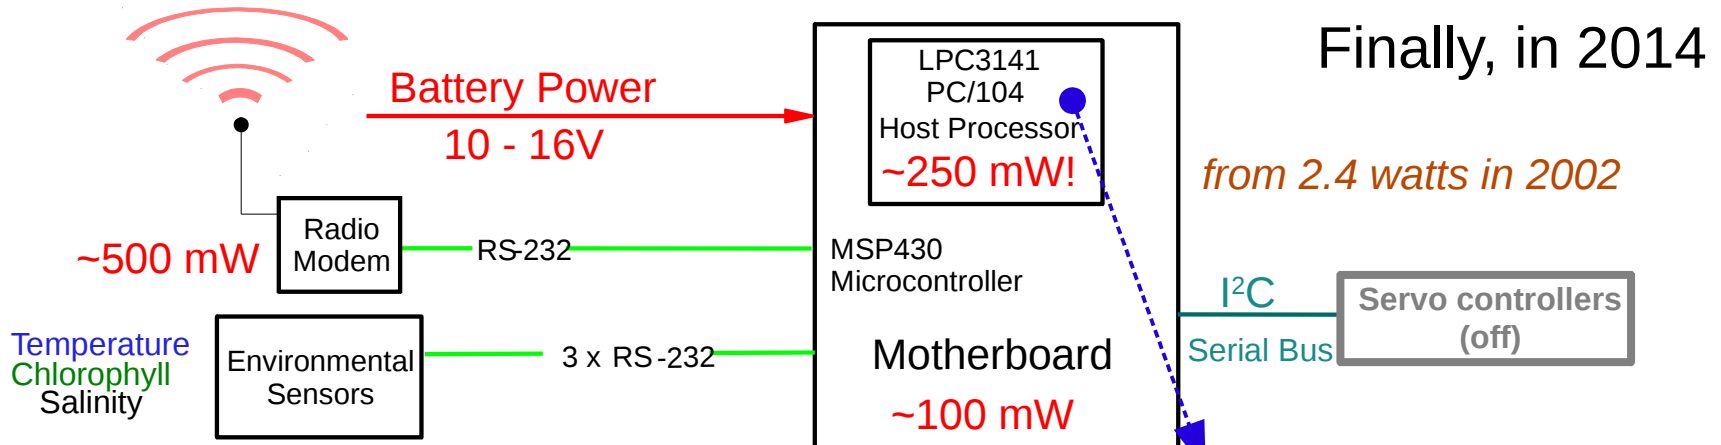 Finally, in 2014
LPC3141
PC/104
Host Processor
~250 mW!
Battery Power
10 - 16V
from 2.4 watts in 2002
Radio
Modem
~500 mW
RS-232
MSP430
Microcontroller
I²C
Serial Bus
Servo controllers
(off)
Temperature
Chlorophyll
Salinity
Environmental
Sensors
3 x RS-232
Motherboard
~100 mW